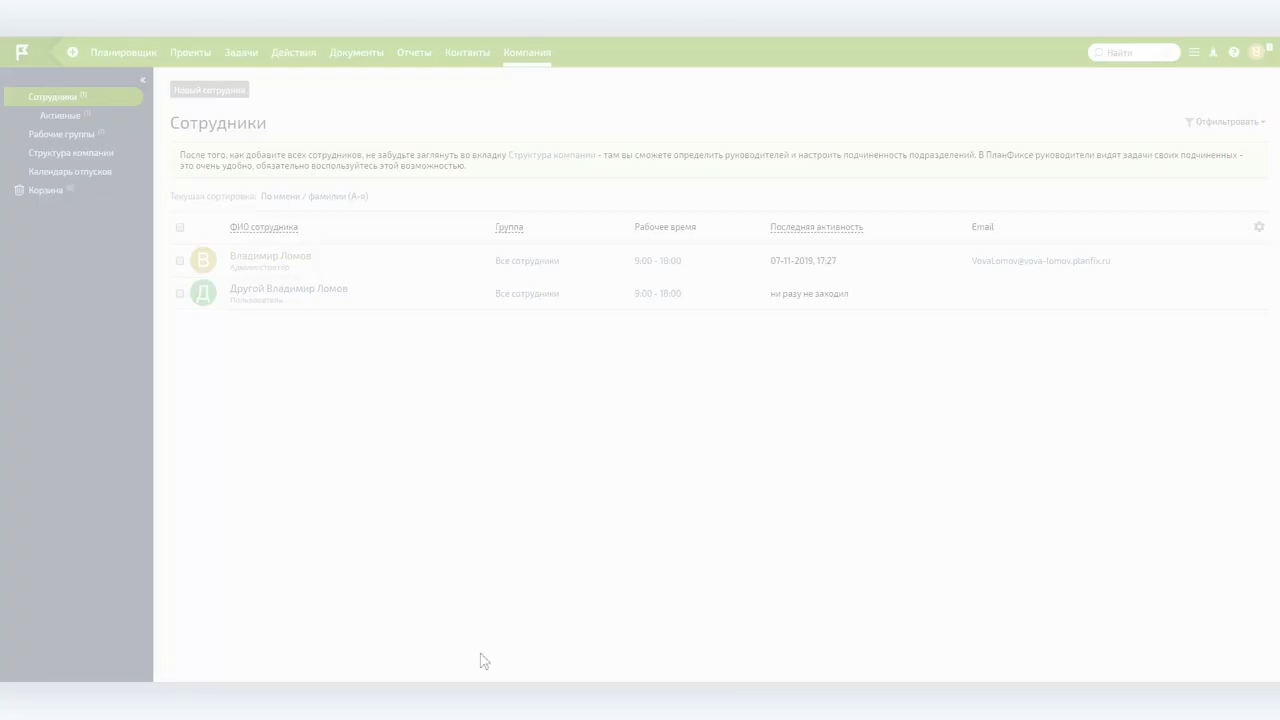 Планировщик Проекты Задачи Действия Документы Отчеты Контакты Компания Найти
Сотрудники (1)
Активные (1)
Рабочие группы (1)
Структура компании
Календарь отпусков
Корзина (0)
Новый сотрудник
Сотрудники
Отфильтровать
После того, как добавите всех сотрудников, не забудьте заглянуть во вкладку Структура компании - там вы сможете определить руководителей и настроить подчиненность подразделений. В ПланФиксе руководители видят задачи своих подчиненных -
это очень удобно, обязательно воспользуйтесь этой возможностью.
Текущая сортировка: По имени / фамилии (А-я)
ФИО сотрудника Группа Рабочее время Последняя активность Email
В Владимир Ломов Все сотрудники 9:00 - 18:00 07-11-2019, 17:27 VovaLomov@vova-lomov.planfix.ru
Администратор
Д Другой Владимир Ломов Все сотрудники 9:00 - 18:00 ни разу не заходил
Пользователь